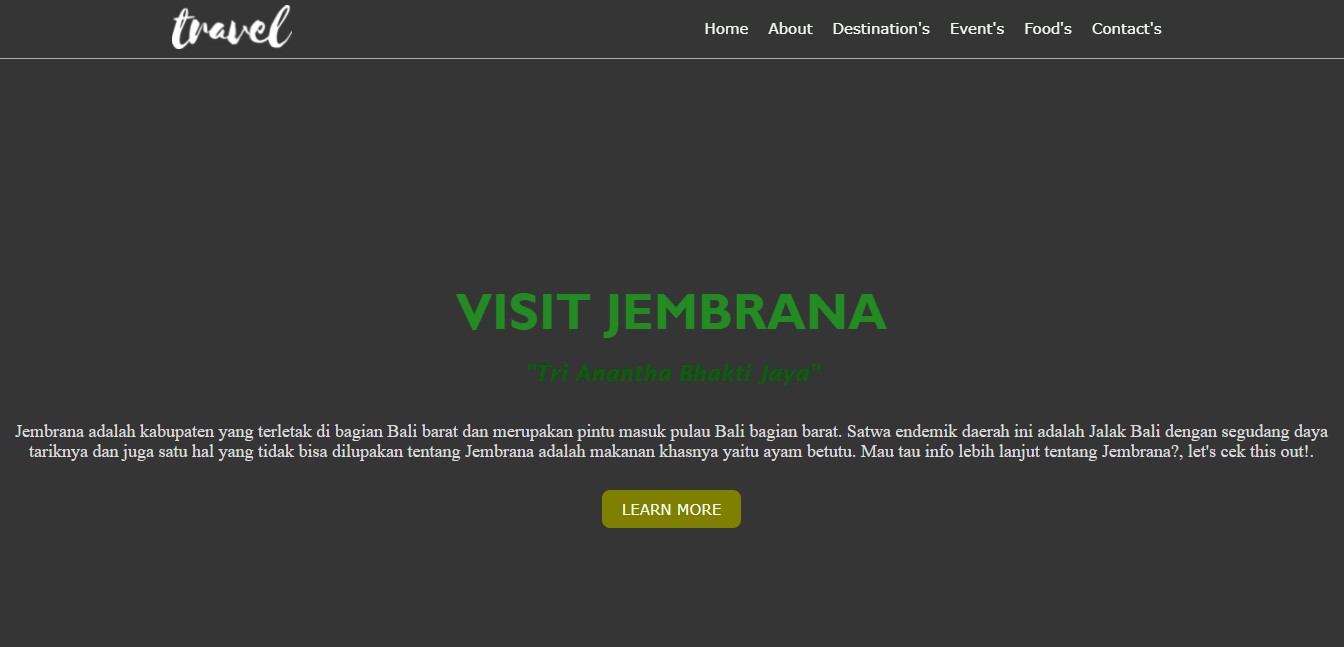 travel
Home About Destination's Event's Food's Contact's
VISIT JEMBRANA
"Tri Anantha Bhakti Jaya"
Jembrana adalah kabupaten yang terletak di bagian Bali barat dan merupakan pintu masuk pulau Bali bagian barat. Satwa endemik daerah ini adalah Jalak Bali dengan segudang daya
tariknya dan juga satu hal yang tidak bisa dilupakan tentang Jembrana adalah makanan khasnya yaitu ayam betutu. Mau tau info lebih lanjut tentang Jembrana?, let's cek this out!.
LEARN MORE